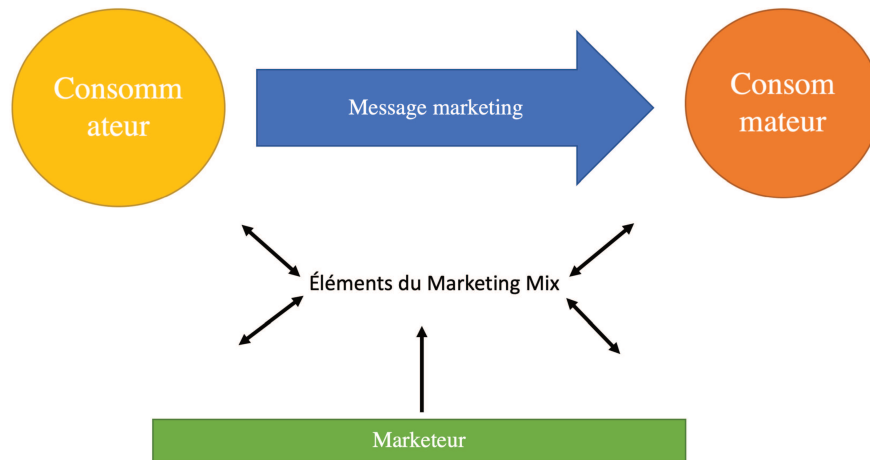 Consomm
ateur
Message marketing
Consom
mateur
Éléments du Marketing Mix
Marketeur